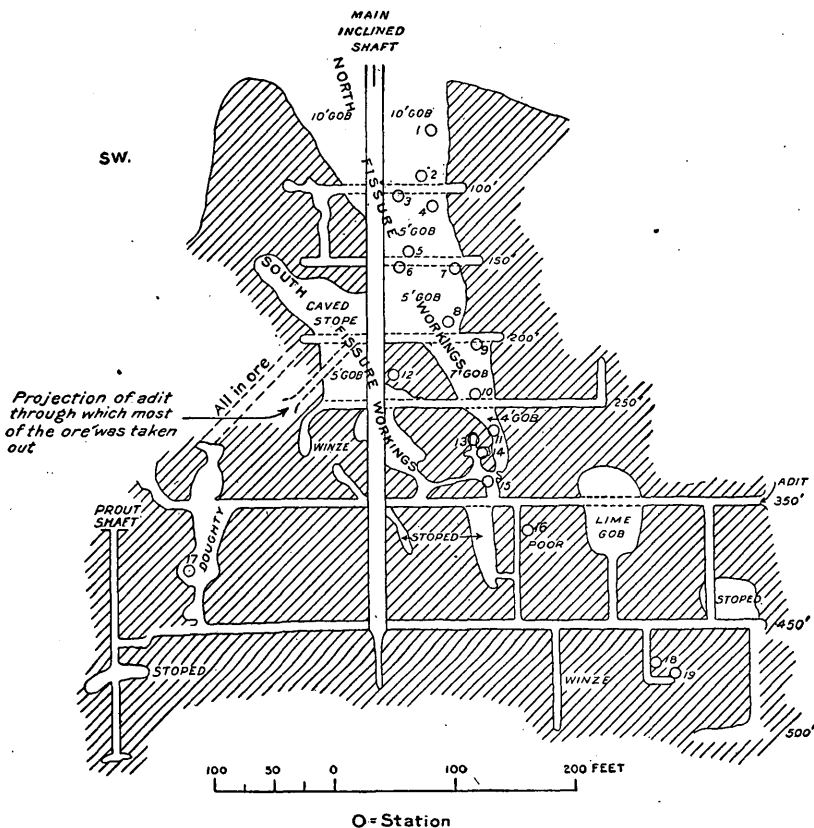 MAIN
INCLINED
SHAFT
NORTH
10'GOB
10'GOB
1
SW.
2
100'
3
4
FISSURE
5'GOB
5
150'
6
7
SOUTH
5'GOB
CAVED
STOPE
8
WORKINGS
200'
9
FISSURE
5'GOB
12
7'GOB
All in ore
Projection of adit
through which most
of the ore was taken
out
10
250'
4'GOB
WORKINGS
WINZE
13
11
14
15
ADIT
350'
PROUT
SHAFT
DOUGHTY
STOPED
16
POOR
LIME
GOB
17
STOPED
450'
STOPED
WINZE
18
19
500'
100 50 0 100 200 FEET
O = Station